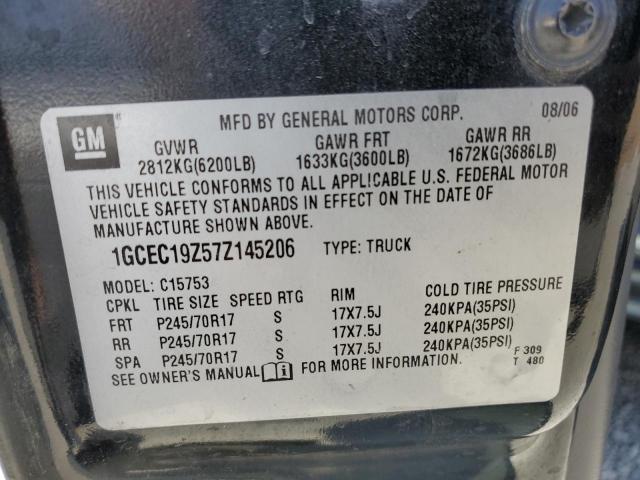 GM
MFD BY GENERAL MOTORS CORP. 08/06
GVWR GAWR FRT GAWR RR
2812KG(6200LB) 1633KG(3600LB) 1672KG(3686LB)
THIS VEHICLE CONFORMS TO ALL APPLICABLE U.S. FEDERAL MOTOR
VEHICLE SAFETY STANDARDS IN EFFECT ON THE DATE OF
MANUFACTURE SHOWN ABOVE.
1GCEC19Z57Z145206 TYPE: TRUCK
MODEL: C15753
CPKL TIRE SIZE SPEED RTG RIM COLD TIRE PRESSURE
FRT P245/70R17 S 17X7.5J 240KPA(35PSI)
RR P245/70R17 S 17X7.5J 240KPA(35PSI)
SPA P245/70R17 S 17X7.5J 240KPA(35PSI)
SEE OWNER'S MANUAL i FOR MORE INFORMATION.
F 309
T 480